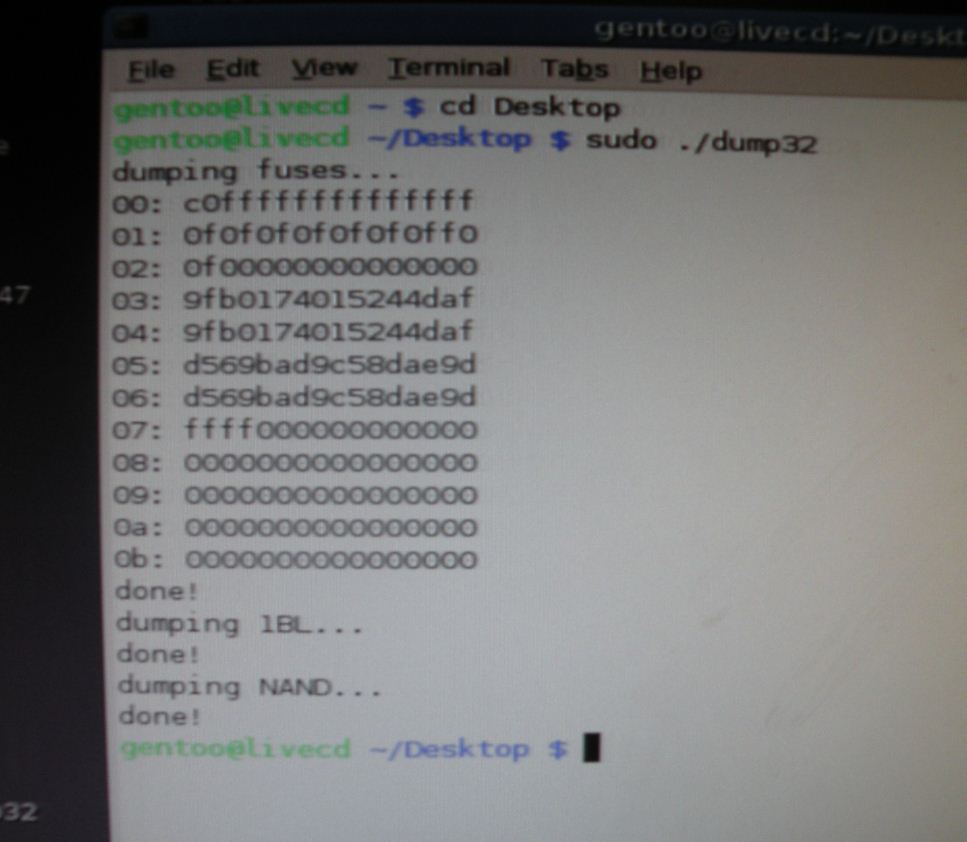 gentoo@livecd:~/Deskt
File Edit View Terminal Tabs Help
gentoo@livecd ~ $ cd Desktop
gentoo@livecd ~/Desktop $ sudo ./dump32
dumping fuses...
00: c0ffffffffffffff
01: 0f0f0f0f0f0f0ff0
02: 0f00000000000000
03: 9fb0174015244daf
04: 9fb0174015244daf
05: d569bad9c58dae9d
06: d569bad9c58dae9d
07: ffff000000000000
08: 0000000000000000
09: 0000000000000000
0a: 0000000000000000
0b: 0000000000000000
done!
dumping 1BL...
done!
dumping NAND...
done!
gentoo@livecd ~/Desktop $
e
47
32